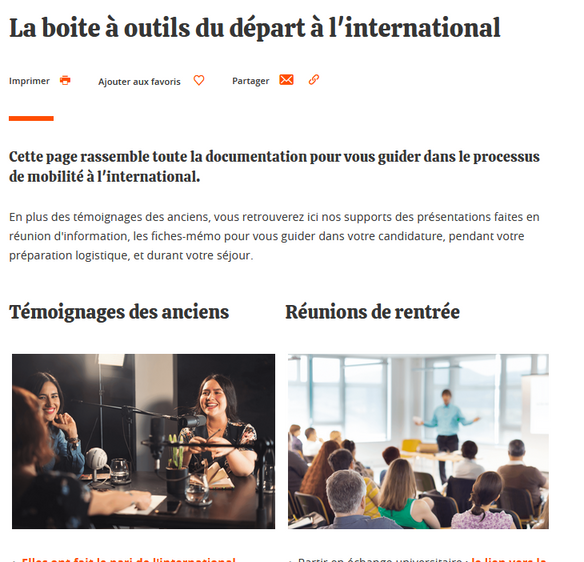 La boite à outils du départ à l'international
Imprimer Ajouter aux favoris Partager
Cette page rassemble toute la documentation pour vous guider dans le processus
de mobilité à l'international.
En plus des témoignages des anciens, vous retrouverez ici nos supports des présentations faites en
réunion d'information, les fiches-mémo pour vous guider dans votre candidature, pendant votre
préparation logistique, et durant votre séjour.
Témoignages des anciens
Réunions de rentrée
Elles ont fait le pari de l'international
Partir en échange universitaire : le lien vers le